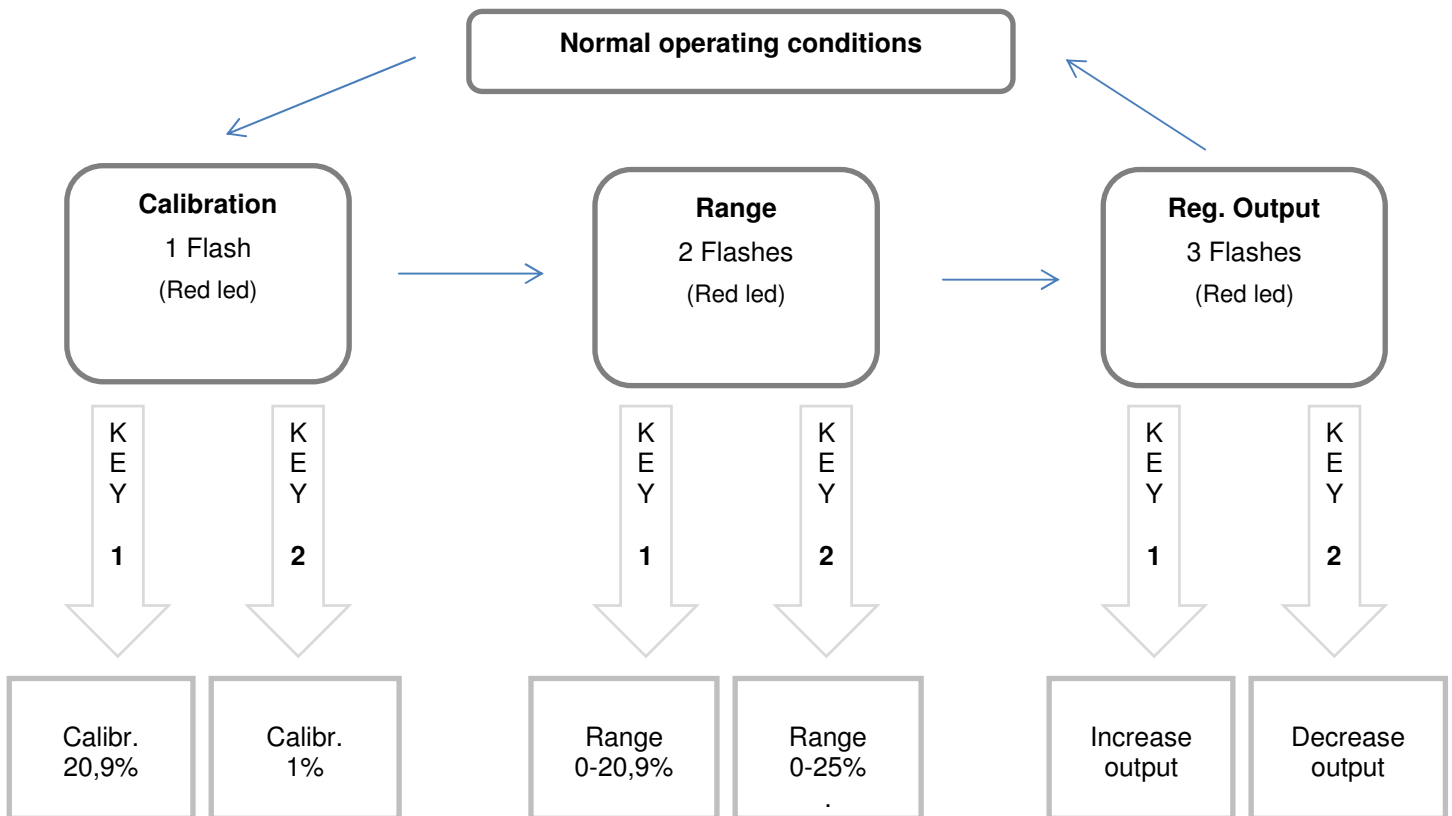 Normal operating conditions
Calibration
1 Flash
(Red led)
Range
2 Flashes
(Red led)
Reg. Output
3 Flashes
(Red led)
K
E
Y
1
K
E
Y
2
K
E
Y
1
K
E
Y
2
K
E
Y
1
K
E
Y
2
Calibr.
20,9%
Calibr.
1%
Range
0-20,9%
Range
0-25%
.
Increase
output
Decrease
output